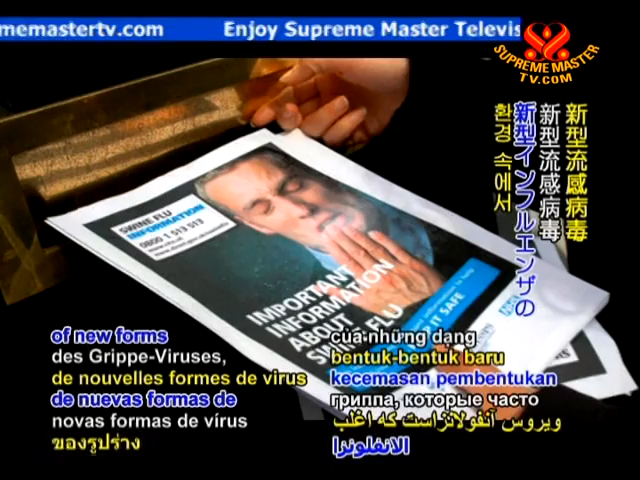 memastertv.com
Enjoy Supreme Master Televis
SUPREME MASTER
TV.COM
新型流感病毒
新型流感病毒
新型インフルエンザの
환경 속에서
SWINE FLU
INFORMATION
0800 1 513 513
IMPORTANT
INFORMATION
ABOUT
SWINE FLU
of new forms
des Grippe-Viruses,
de nouvelles formes de virus
de nuevas formas de
novas formas de vírus
ของรูปร่าง
của những dạng
bentuk-bentuk baru
kecemasan pembentukan
гриппа, которые часто
ویروس آنفولانزاست که اغلب
الانفلونزا